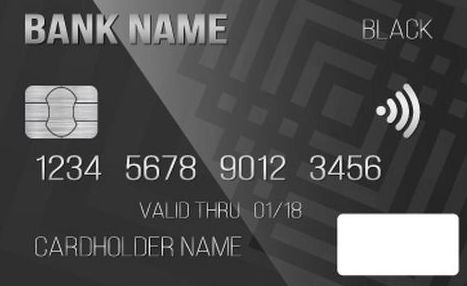 BANK NAME
BLACK
1234 5678 9012 3456
VALID THRU 01/18
CARDHOLDER NAME